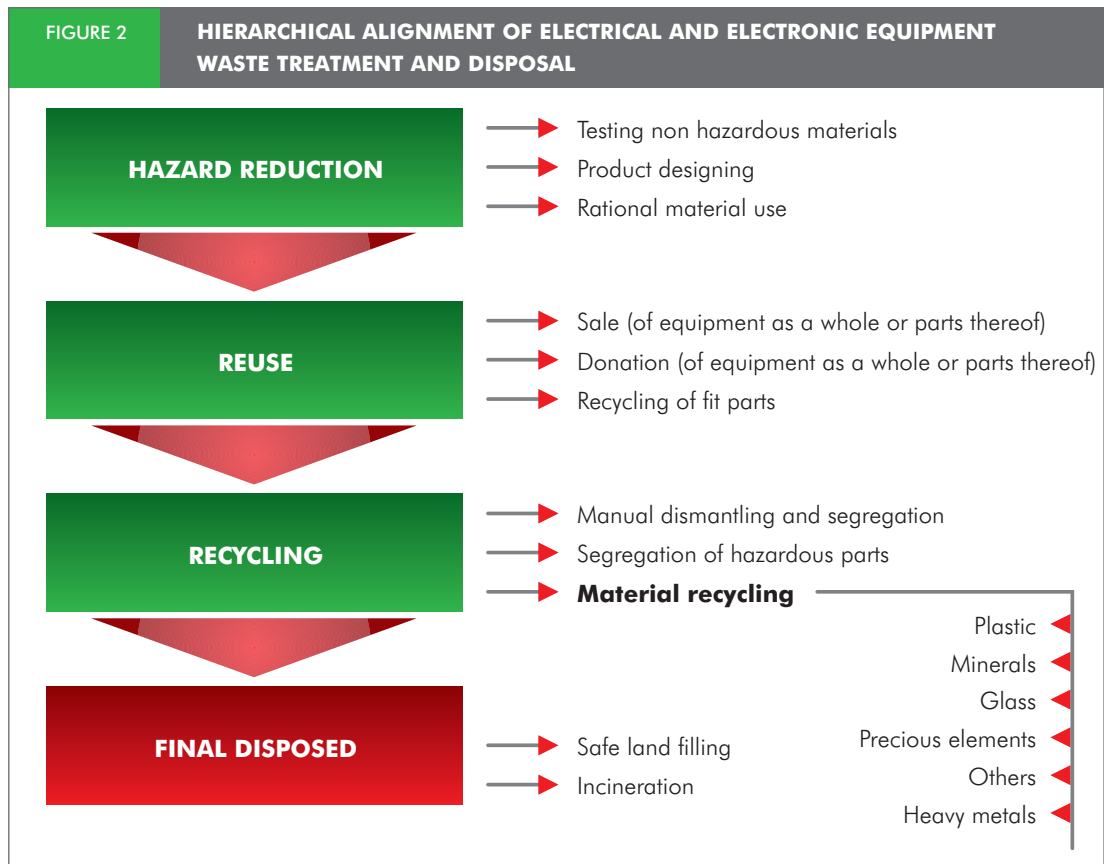 FIGURE 2
HIERARCHICAL ALIGNMENT OF ELECTRICAL AND ELECTRONIC EQUIPMENT
WASTE TREATMENT AND DISPOSAL
HAZARD REDUCTION
Testing non hazardous materials
Product designing
Rational material use
REUSE
Sale (of equipment as a whole or parts thereof)
Donation (of equipment as a whole or parts thereof)
Recycling of fit parts
RECYCLING
Manual dismantling and segregation
Segregation of hazardous parts
Material recycling
Plastic
Minerals
Glass
Precious elements
Others
Heavy metals
FINAL DISPOSED
Safe land filling
Incineration